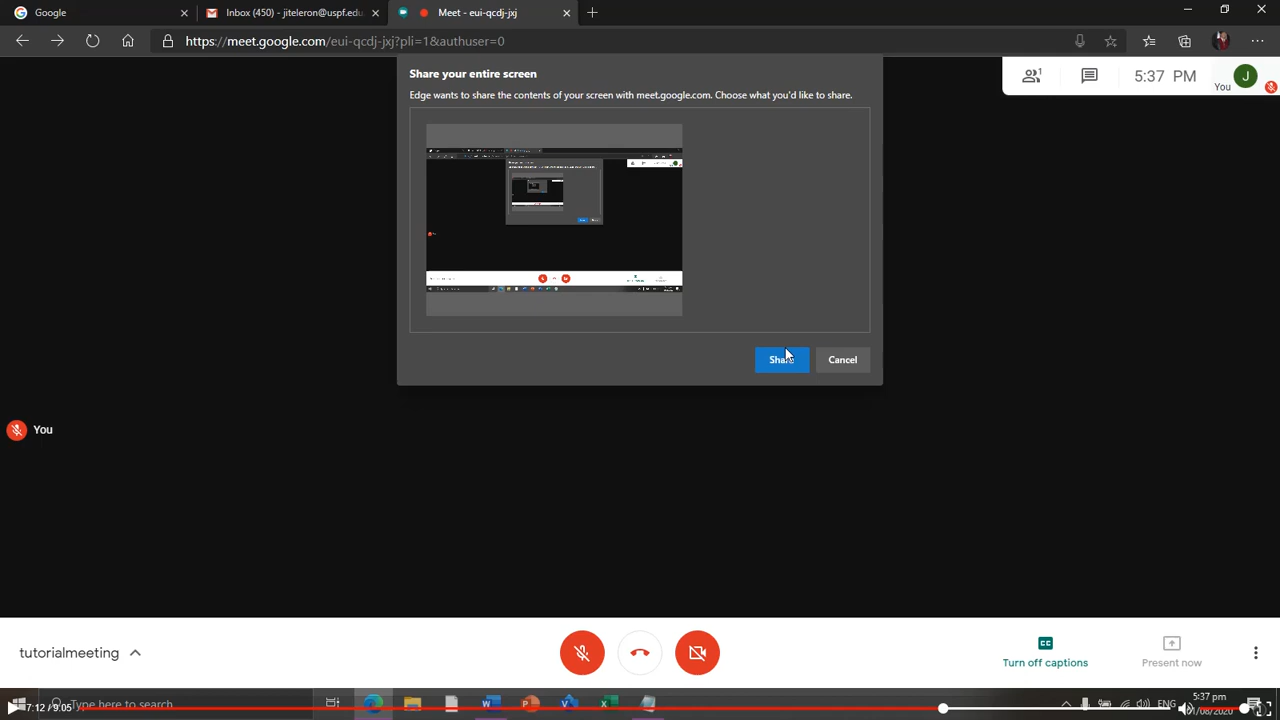 Google
Inbox (450) - jiteleron@uspf.edu
Meet - eui-qcdj-jxj
https://meet.google.com/eui-qcdj-jxj?pli=1&authuser=0
Share your entire screen
Edge wants to share the contents of your screen with meet.google.com. Choose what you'd like to share.
1
5:37 PM
You
J
Share
Cancel
You
tutorialmeeting
CC
Turn off captions
Present now
7:12 / 9:05
Type here to search
ENG
5:37 pm